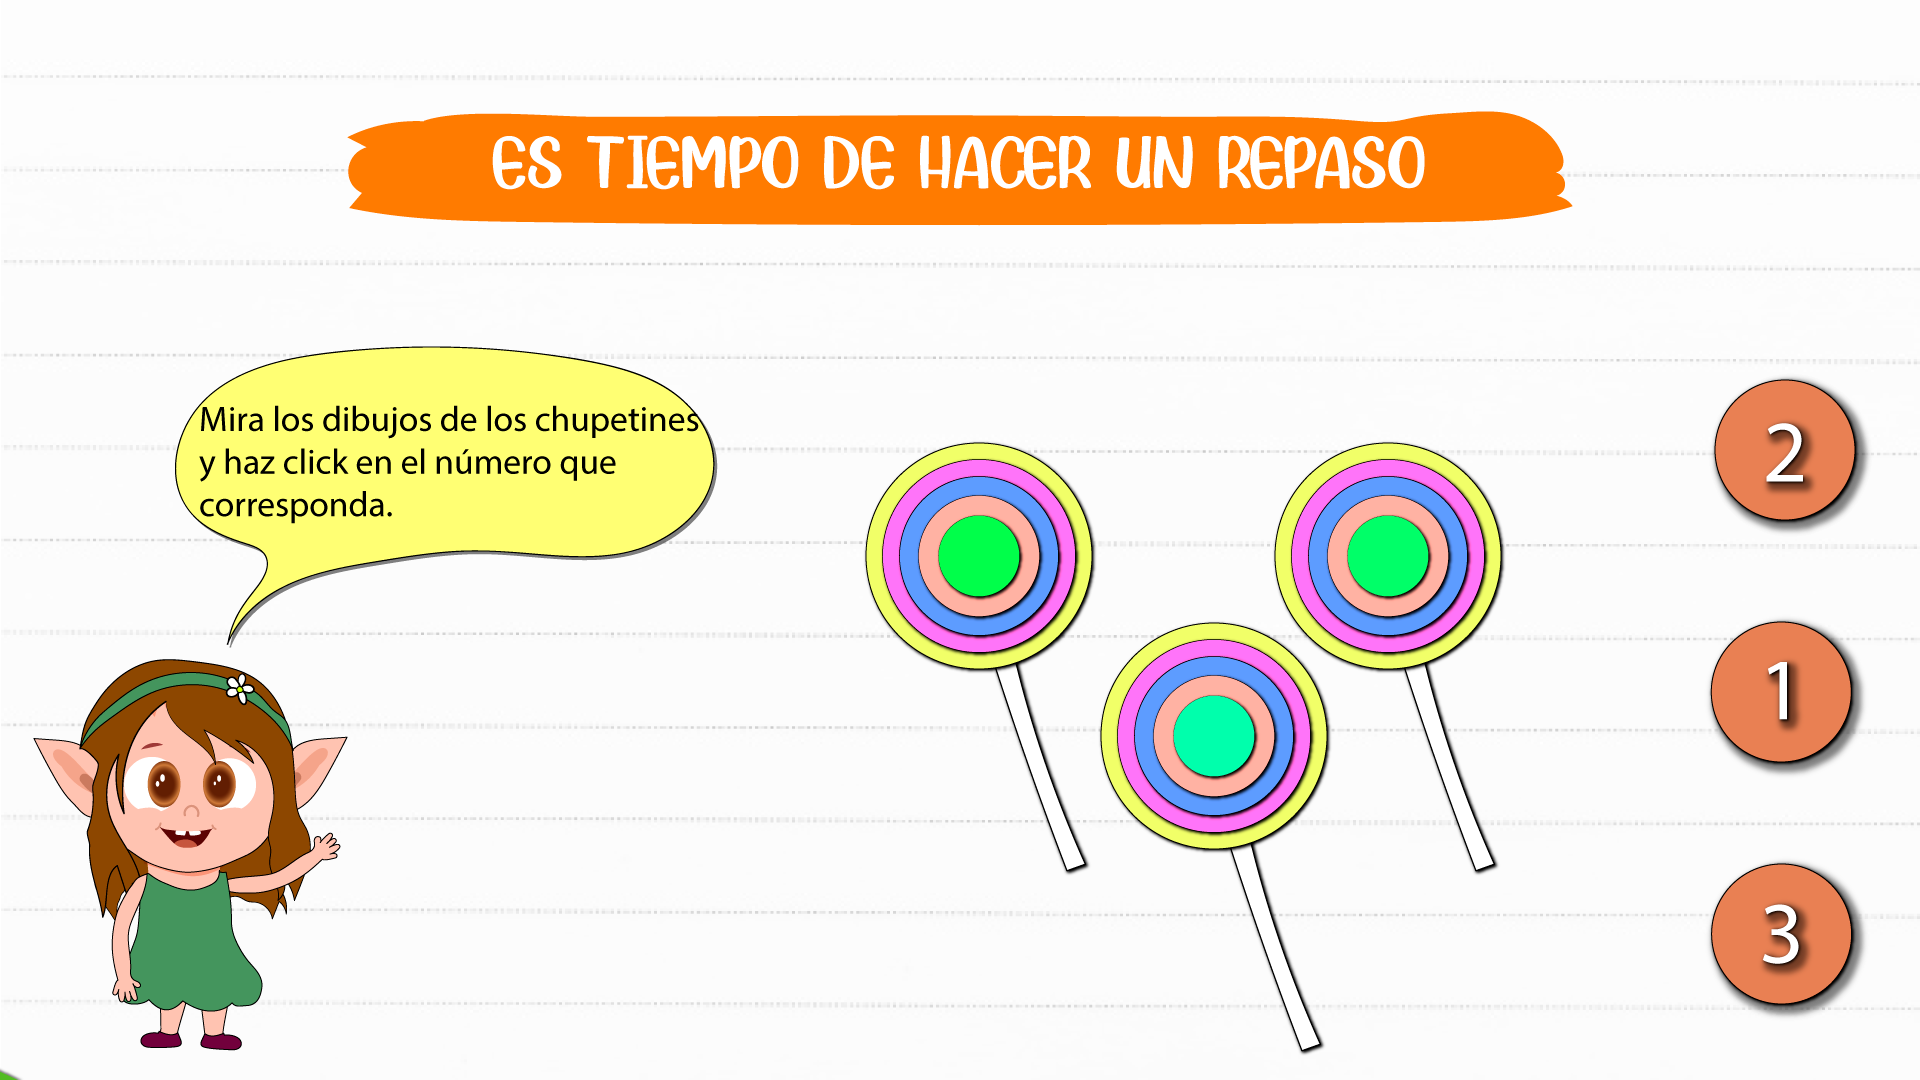 ES TIEMPO DE HACER UN REPASO
Mira los dibujos de los chupetines
y haz click en el número que
corresponda.
2
1
3